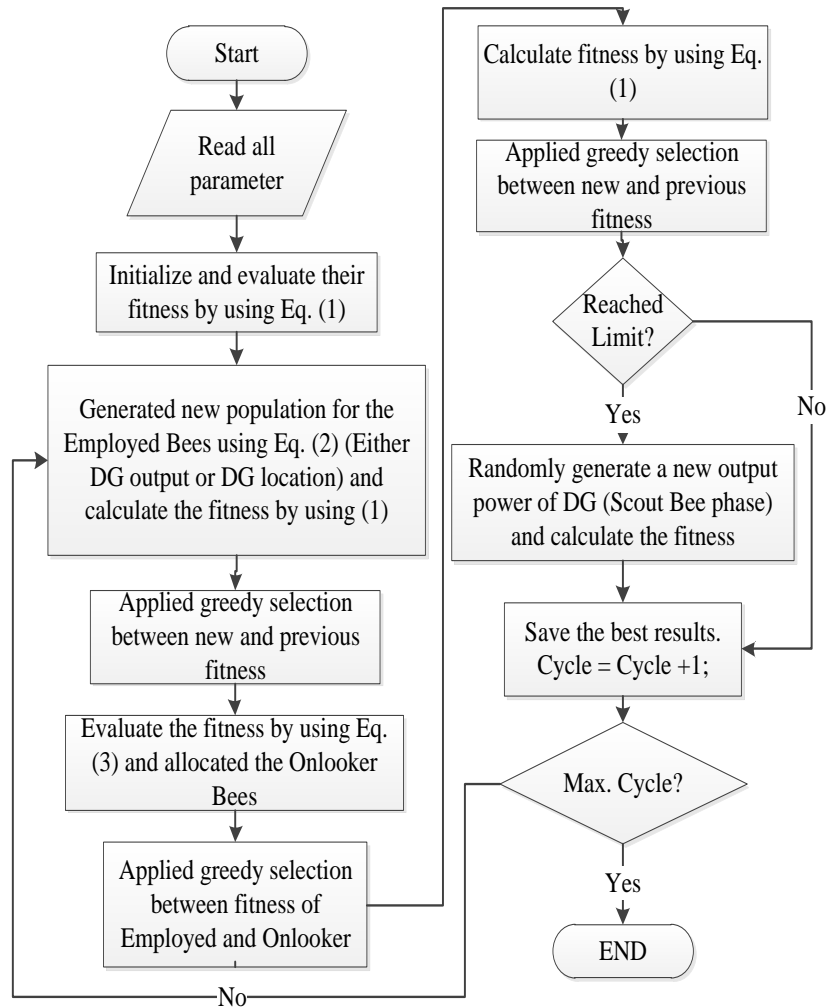 Start
Read all
parameter
Initialize and evaluate their
fitness by using Eq. (1)
Generated new population for the
Employed Bees using Eq. (2) (Either
DG output or DG location) and
calculate the fitness by using (1)
Applied greedy selection
between new and previous
fitness
Evaluate the fitness by using Eq.
(3) and allocated the Onlooker
Bees
Applied greedy selection
between fitness of
Employed and Onlooker
Calculate fitness by using Eq.
(1)
Applied greedy selection
between new and previous
fitness
Reached
Limit?
No
Yes
Randomly generate a new output
power of DG (Scout Bee phase)
and calculate the fitness
Save the best results.
Cycle = Cycle +1;
Max. Cycle?
Yes
END
No